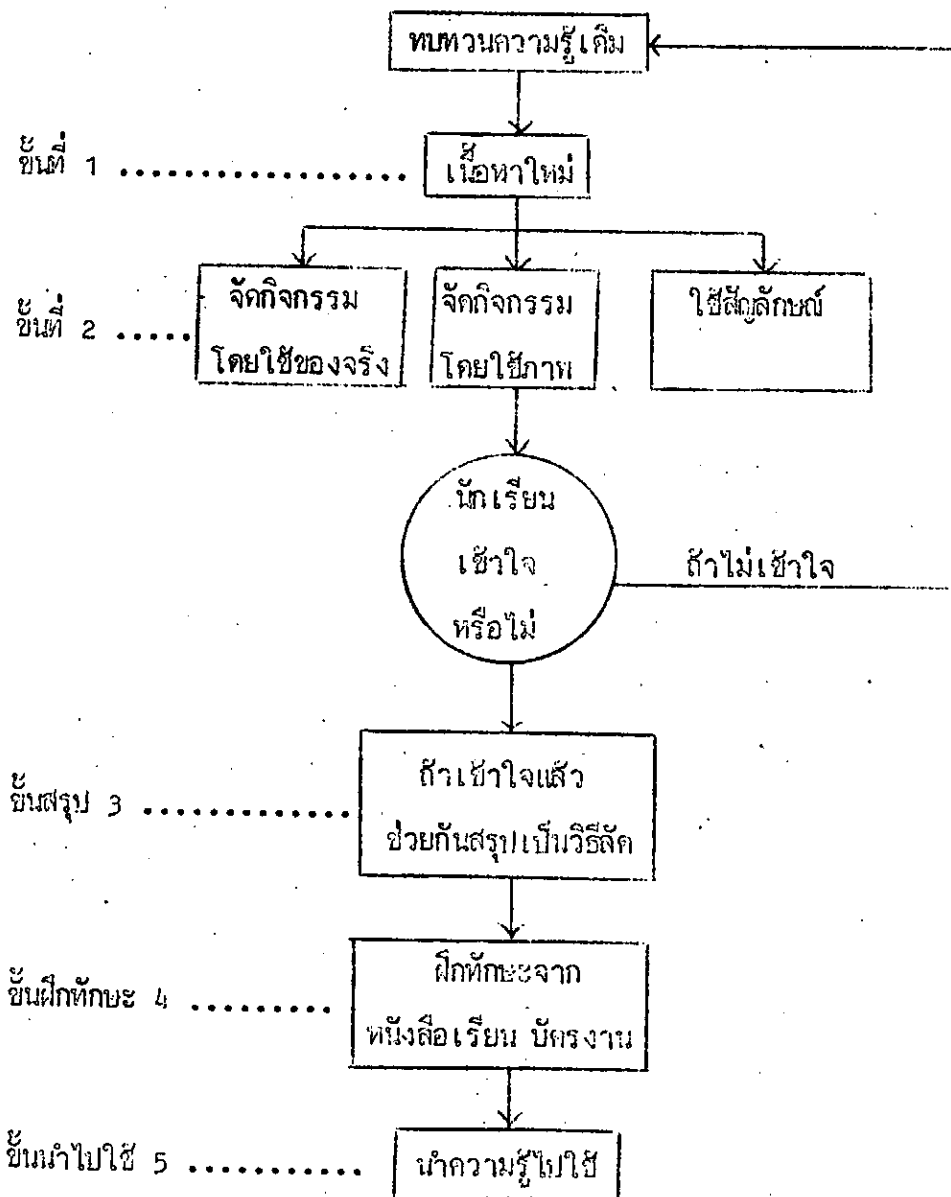 ทบทวนความรู้เดิม
ขั้นที่ 1 ..................
เนื้อหาใหม่
ขั้นที่ 2 .....
จัดกิจกรรม
โดยใช้ของจริง
จัดกิจกรรม
โดยใช้ภาพ
ใช้สัญลักษณ์
นักเรียน
เข้าใจ
หรือไม่
ถ้าไม่เข้าใจ
ขั้นสรุป 3 .............
ถ้าเข้าใจแล้ว
ช่วยกันสรุปเป็นวิธีลัด
ขั้นฝึกทักษะ 4 .........
ฝึกทักษะจาก
หนังสือเรียน บัตรงาน
ขั้นนำไปใช้ 5 ...........
นำความรู้ไปใช้